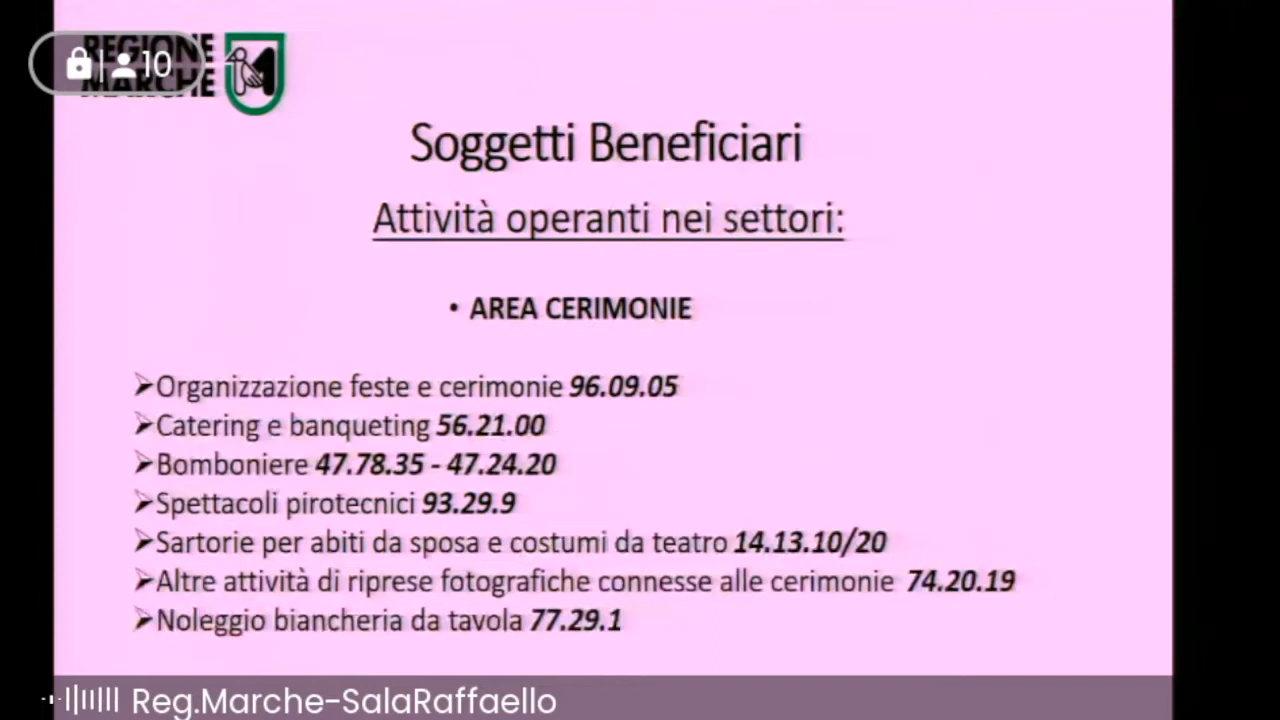 REGIONE
MARCHE
10
Soggetti Beneficiari
Attività operanti nei settori:
• AREA CERIMONIE
➢Organizzazione feste e cerimonie 96.09.05
➢Catering e banqueting 56.21.00
➢Bomboniere 47.78.35 - 47.24.20
➢Spettacoli pirotecnici 93.29.9
➢Sartorie per abiti da sposa e costumi da teatro 14.13.10/20
➢Altre attività di riprese fotografiche connesse alle cerimonie 74.20.19
➢Noleggio biancheria da tavola 77.29.1
Reg.Marche-SalaRaffaello